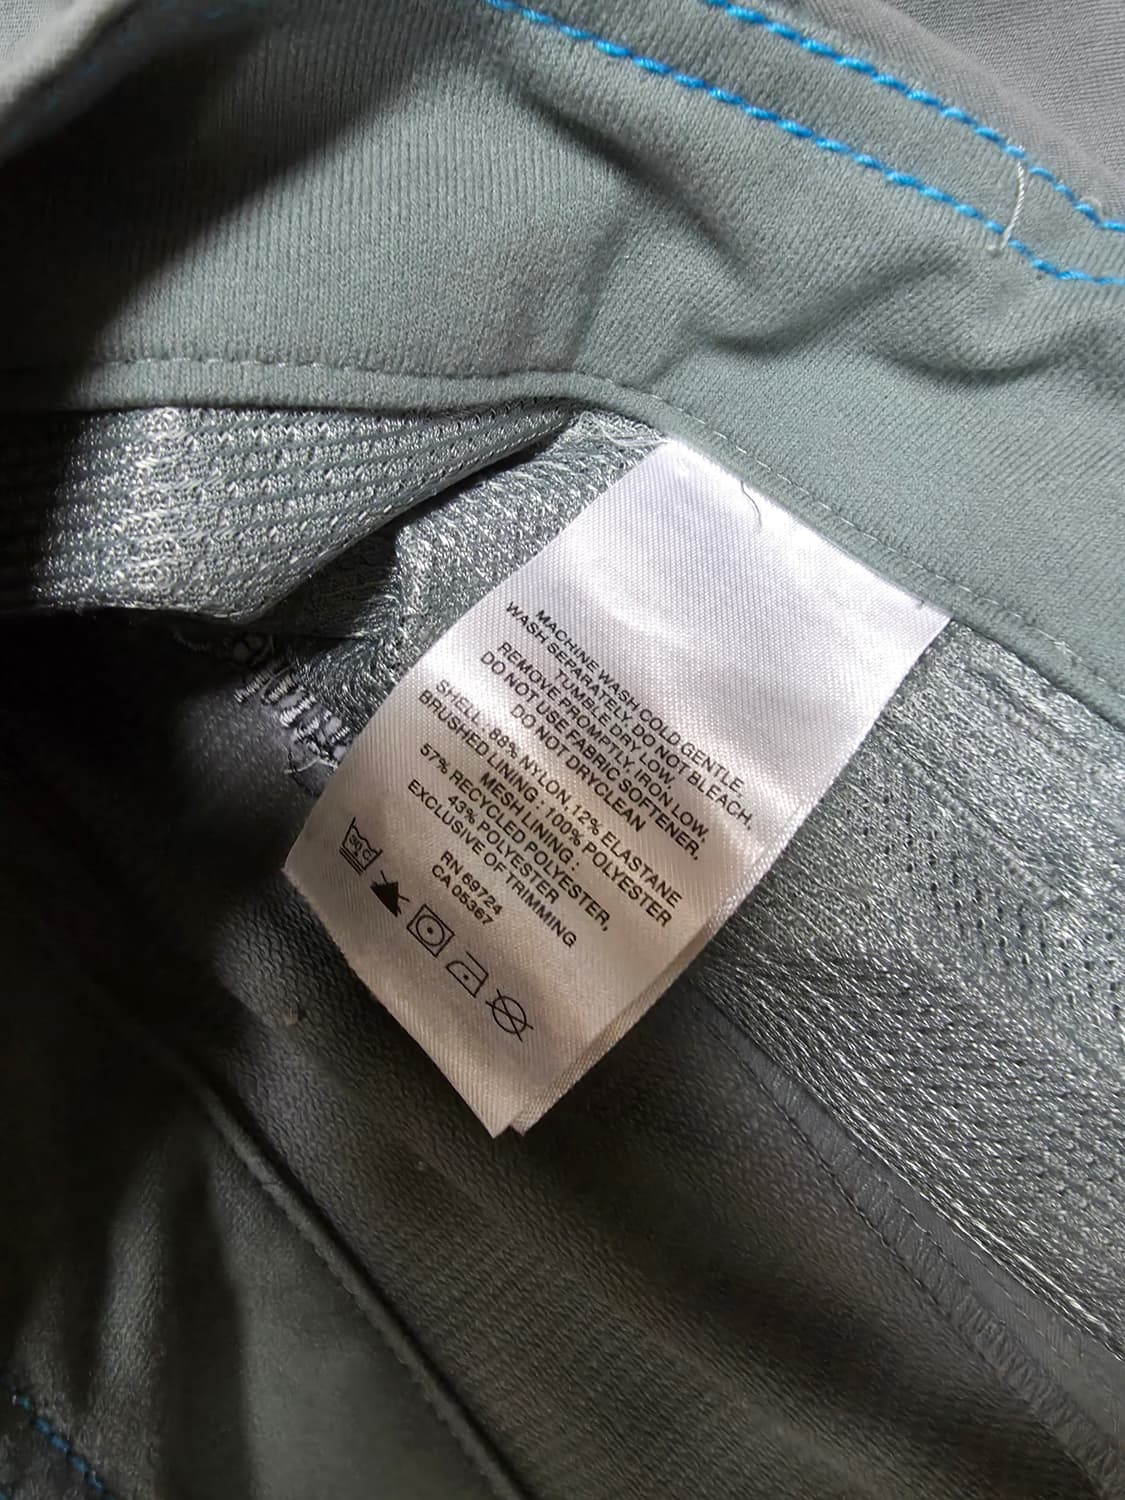 MACHINE WASH COLD GENTLE.
WASH SEPARATELY. DO NOT BLEACH.
TUMBLE DRY LOW.
REMOVE PROMPTLY, IRON LOW.
DO NOT USE FABRIC SOFTENER,
DO NOT DRYCLEAN
SHELL: 88% NYLON, 12% ELASTANE
BRUSHED LINING : 100% POLYESTER
MESH LINING :
57% RECYCLED POLYESTER,
43% POLYESTER
EXCLUSIVE OF TRIMMING
RN 69724
CA 05367
30°C